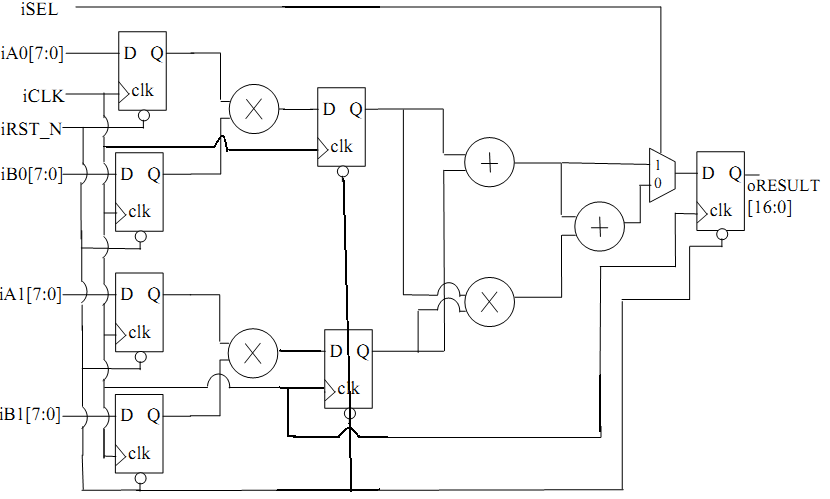 iSEL
iA0[7:0] D Q
iCLK clk
D Q
iRST_N
clk
iB0[7:0] D Q
clk
1
0
D Q
clk
oRESULT
[16:0]
iA1[7:0] D Q
clk
D Q
clk
iB1[7:0] D Q
clk